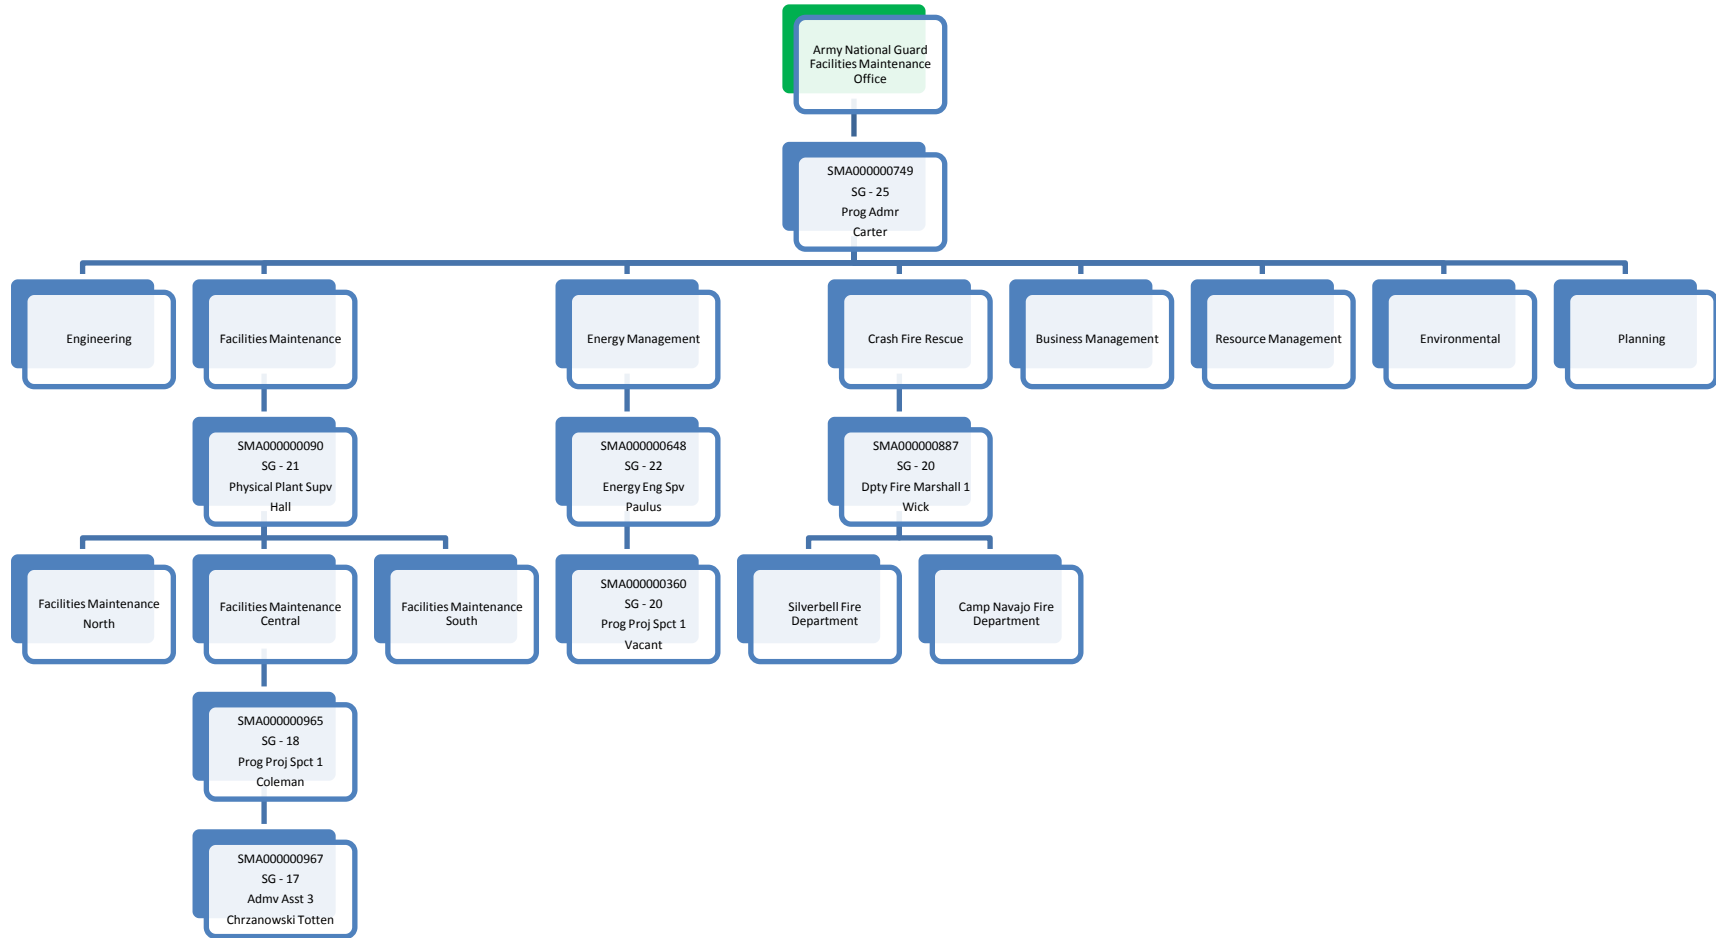 Army National Guard
Facilities Maintenance
Office
SMA000000749
SG - 25
Prog Admr
Carter
Engineering
Facilities Maintenance
Energy Management
Crash Fire Rescue
Business Management
Resource Management
Environmental
Planning
SMA000000090
SG - 21
Physical Plant Supv
Hall
SMA000000648
SG - 22
Energy Eng Spv
Paulus
SMA000000887
SG - 20
Dpty Fire Marshall 1
Wick
Facilities Maintenance
North
Facilities Maintenance
Central
Facilities Maintenance
South
SMA000000360
SG - 20
Prog Proj Spct 1
Vacant
Silverbell Fire
Department
Camp Navajo Fire
Department
SMA000000965
SG - 18
Prog Proj Spct 1
Coleman
SMA000000967
SG - 17
Admv Asst 3
Chrzanowski Totten